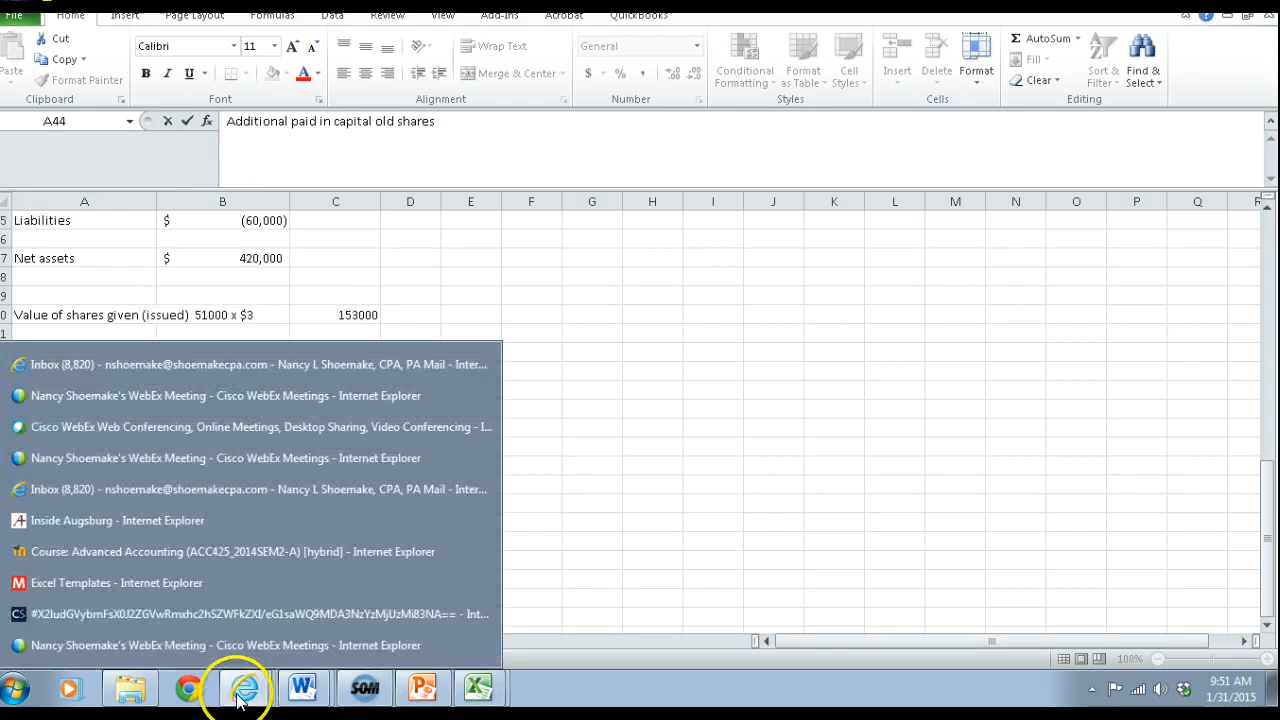 File Home Insert Page Layout Formulas Data Review View Add-Ins Acrobat QuickBooks
Cut Calibri 11 Wrap Text General AutoSum
Copy Fill
Paste Format Painter B I U Merge & Center $ % , Conditional Formatting Format as Table Cell Styles Insert Delete Format Clear Sort & Filter Find & Select
Clipboard Font Alignment Number Styles Cells Editing
A44 fx Additional paid in capital old shares
A B C D E F G H I J K L M N O P Q R
5 Liabilities $ (60,000)
6
7 Net assets $ 420,000
8
9
0 Value of shares given (issued) 51000 x $3 153000
1
Inbox (8,820) - nshoemake@shoemakecpa.com - Nancy L Shoemake, CPA, PA Mail - Inter...
Nancy Shoemake's WebEx Meeting - Cisco WebEx Meetings - Internet Explorer
Cisco WebEx Web Conferencing, Online Meetings, Desktop Sharing, Video Conferencing - I...
Nancy Shoemake's WebEx Meeting - Cisco WebEx Meetings - Internet Explorer
Inbox (8,820) - nshoemake@shoemakecpa.com - Nancy L Shoemake, CPA, PA Mail - Inter...
Inside Augsburg - Internet Explorer
Course: Advanced Accounting (ACC425_2014SEM2-A) [hybrid] - Internet Explorer
Excel Templates - Internet Explorer
Nancy Shoemake's WebEx Meeting - Cisco WebEx Meetings - Internet Explorer
100%
SOM
9:51 AM
1/31/2015